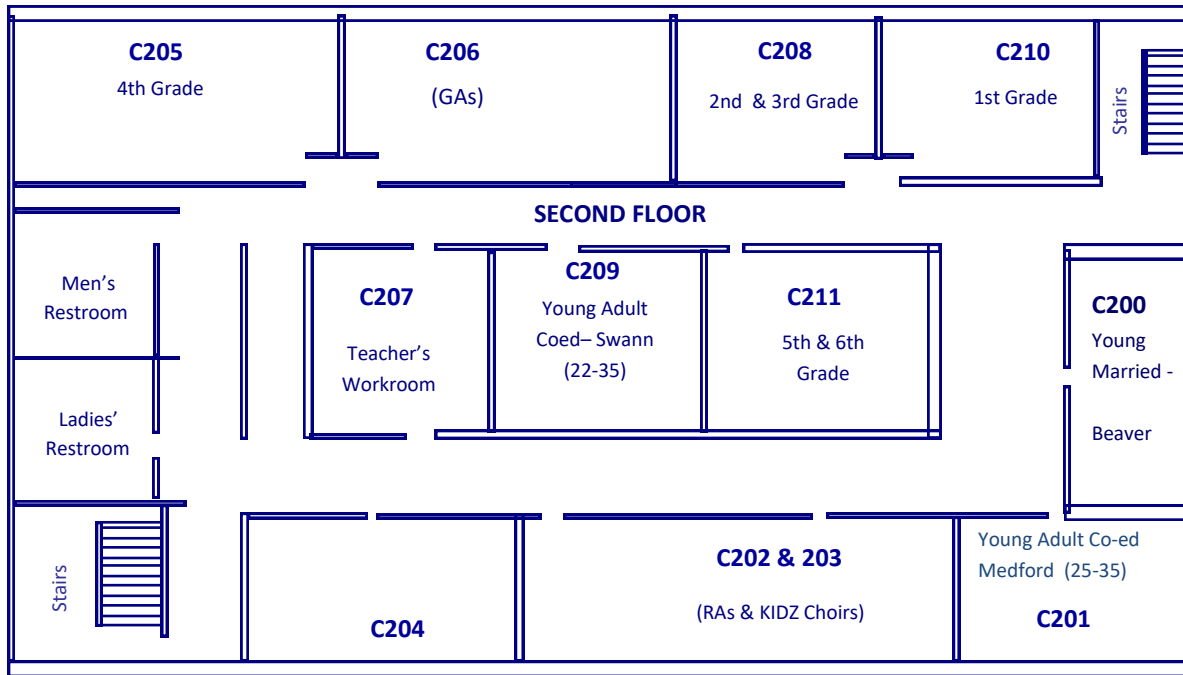 C205
4th Grade
C206
(GAs)
C208
2nd & 3rd Grade
C210
1st Grade
Stairs
SECOND FLOOR
Men’s
Restroom
Ladies’
Restroom
C207
Teacher’s
Workroom
C209
Young Adult
Coed– Swann
(22-35)
C211
5th & 6th
Grade
C200
Young
Married -
Beaver
Stairs
C204
C202 & 203
(RAs & KIDZ Choirs)
Young Adult Co-ed
Medford (25-35)
C201